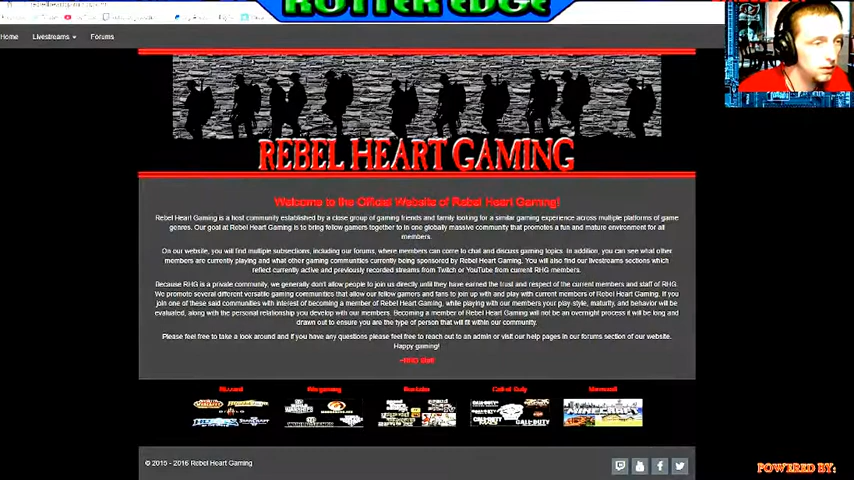 ROTTER EDGE
Home Livestreams Forums
REBEL HEART GAMING
Welcome to the Official Website of Rebel Heart Gaming!
Rebel Heart Gaming is a host community established by a close group of gaming friends and family looking for a similar gaming experience across multiple platforms of game
genres. Our goal at Rebel Heart Gaming is to bring fellow gamers together to in one globally massive community that promotes a fun and mature environment for all
members.
On our website, you will find multiple subsections, including our forums, where members can come to chat and discuss gaming topics. In addition, you can see what other
members are currently playing and what other gaming communities currently being sponsored by Rebel Heart Gaming. You will also find our livestreams sections which
reflect currently active and previously recorded streams from Twitch or YouTube from current RHG members.
Because RHG is a private community, we generally don't allow people to join us directly until they have earned the trust and respect of the current members and staff of RHG.
We promote several different versatile gaming communities that allow our fellow gamers and fans to join up with and play with current members of Rebel Heart Gaming. If you
join one of these said communities with interest of becoming a member of Rebel Heart Gaming, while playing with our members your play style, maturity, and behavior will be
evaluated, along with the personal relationship you develop with our members. Becoming a member of Rebel Heart Gaming will not be an overnight process it will be long and
drawn out to ensure you are the type of person that will fit within our community.
Please feel free to take a look around and if you have any questions please feel free to reach out to an admin or visit our help pages in our forums section of our website.
Happy gaming!
~RHG Staff
Blizzard Wargaming Rockstar Call of Duty Minecraft
MINECRAFT
© 2015 - 2016 Rebel Heart Gaming
POWERED BY: